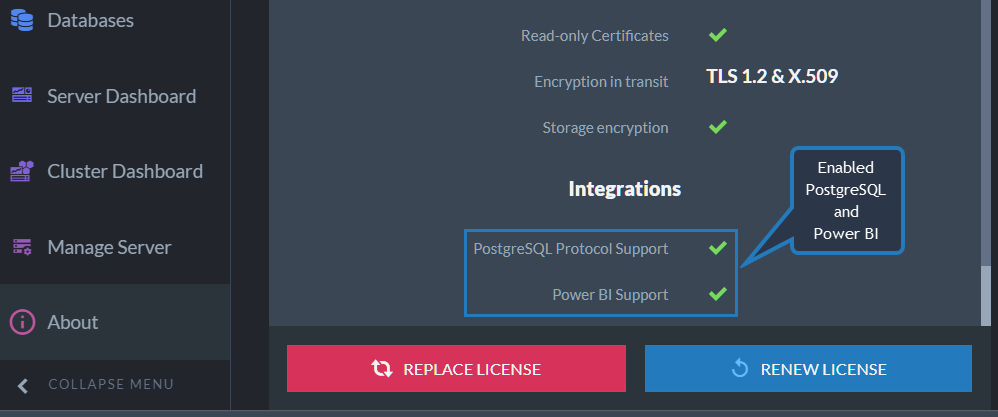 Databases
Server Dashboard
Cluster Dashboard
Manage Server
About
COLLAPSE MENU
Read-only Certificates
Encryption in transit TLS 1.2 & X.509
Storage encryption
Integrations
PostgreSQL Protocol Support
Power BI Support
Enabled
PostgreSQL
and
Power BI
REPLACE LICENSE
RENEW LICENSE